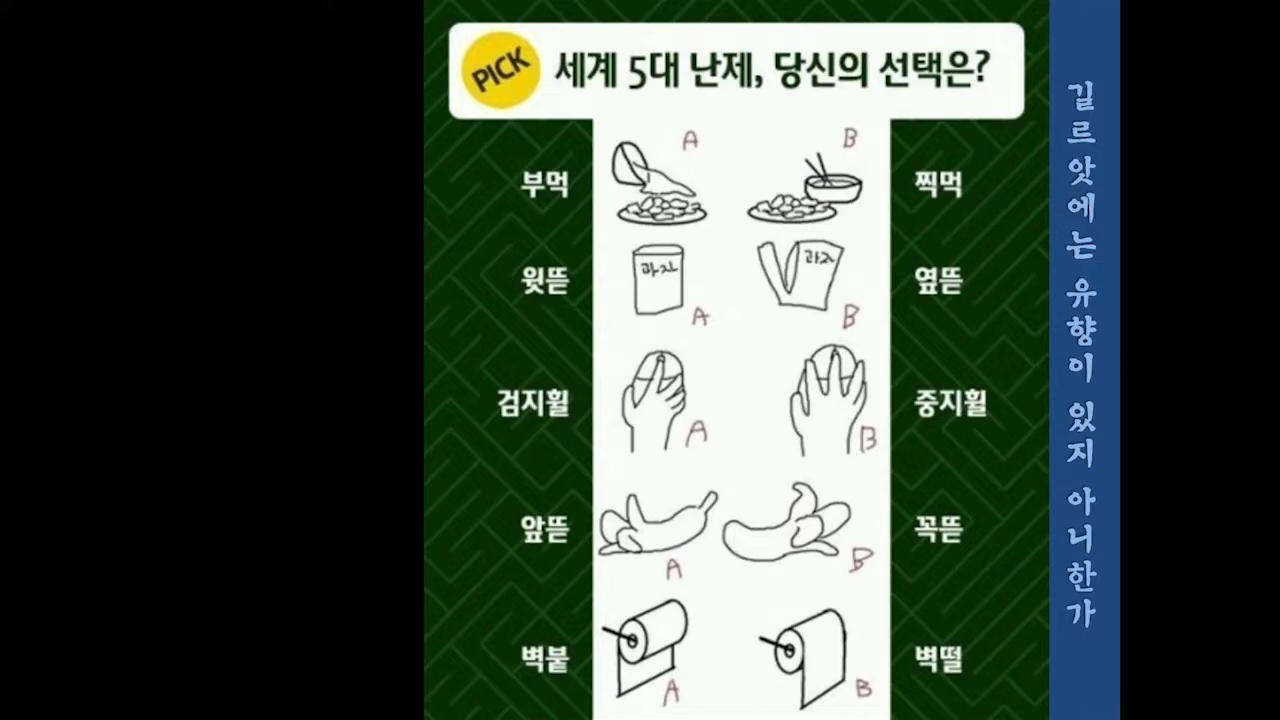 PICK 세계 5대 난제, 당신의 선택은?
A B
부먹 찍먹
윗뜯 과자 과자 옆뜯
A B
검지휠 중지휠
A B
앞뜯 꼭뜯
A B
벽붙 벽떨
A B
길르앗에는 유향이 있지 아니한가